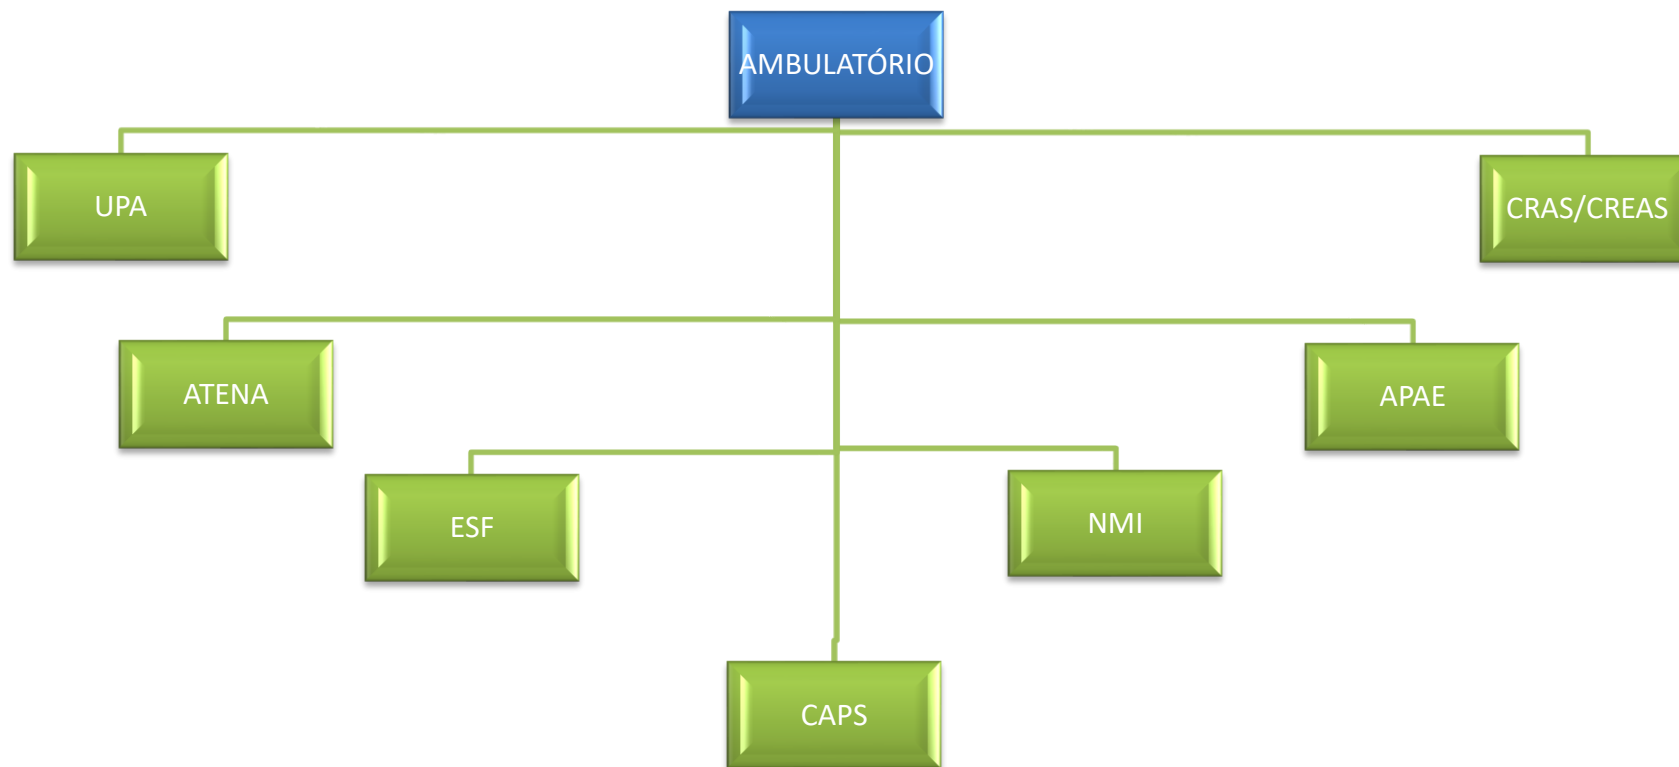 AMBULATÓRIO
UPA
CRAS/CREAS
ATENA
APAE
ESF
NMI
CAPS